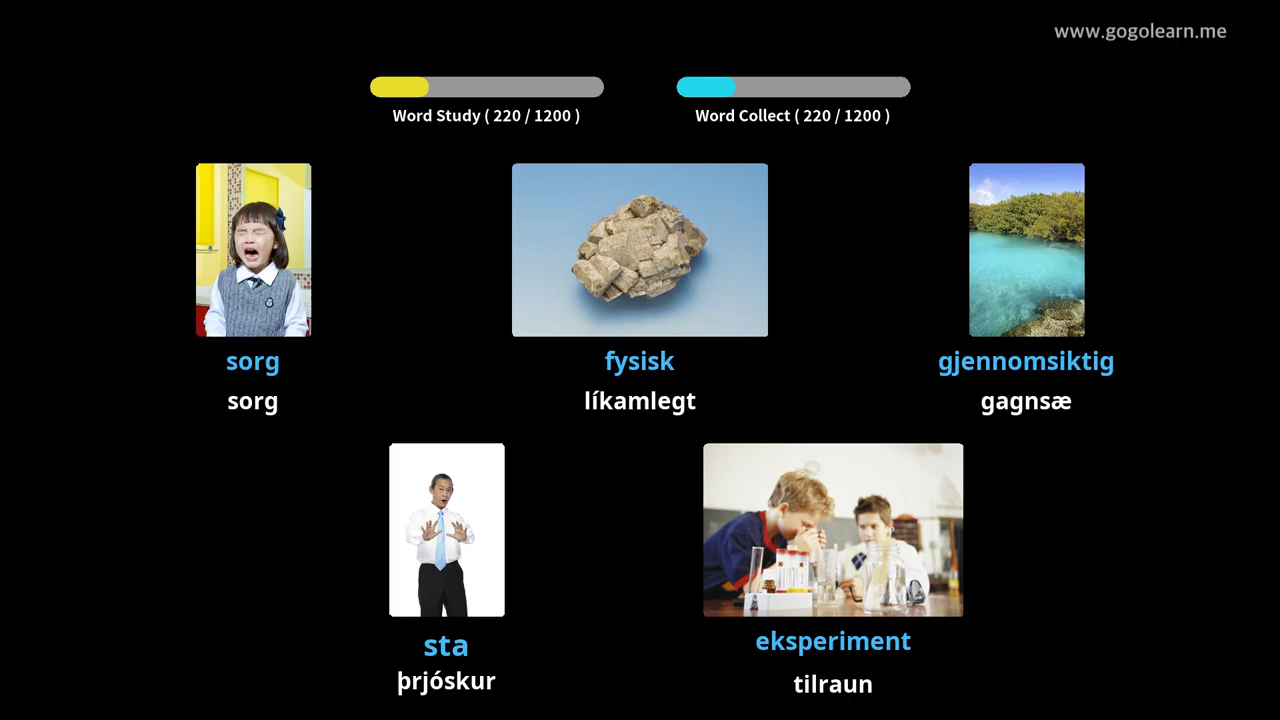 www.gogolearn.me
Word Study ( 220 / 1200 )
Word Collect ( 220 / 1200 )
sorg
fysisk
gjennomsiktig
sorg
líkamlegt
gagnsæ
sta
eksperiment
þrjóskur
tilraun